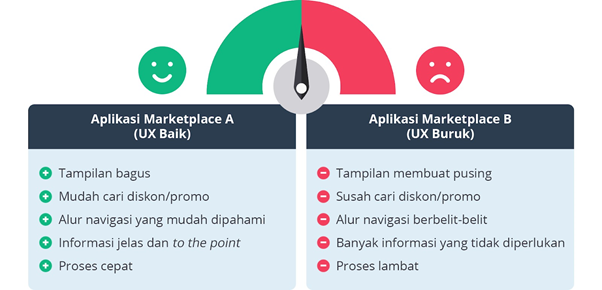 Aplikasi Marketplace A
(UX Baik)
Tampilan bagus
Mudah cari diskon/promo
Alur navigasi yang mudah dipahami
Informasi jelas dan to the point
Proses cepat
Aplikasi Marketplace B
(UX Buruk)
Tampilan membuat pusing
Susah cari diskon/promo
Alur navigasi berbelit-belit
Banyak informasi yang tidak diperlukan
Proses lambat